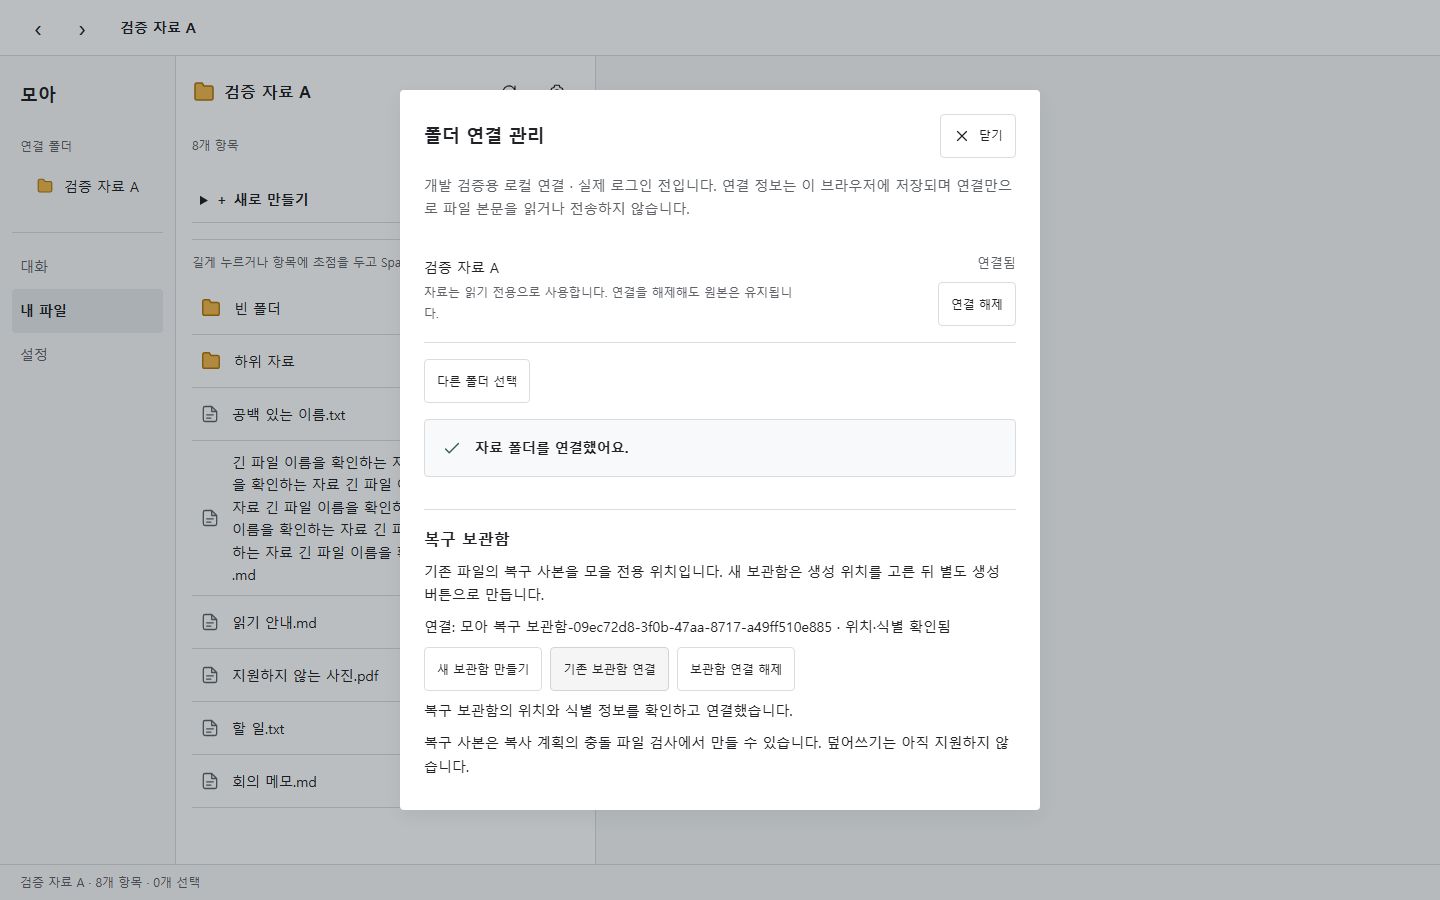 검증 자료 A
모아
연결 폴더
검증 자료 A
대화
내 파일
설정
검증 자료 A
8개 항목
+ 새로 만들기
길게 누르거나 항목에 초점을 두고 Spa
빈 폴더
하위 자료
공백 있는 이름.txt
긴 파일 이름을 확인하는
을 확인하는 자료 긴 파일
자료 긴 파일 이름을 확인
이름을 확인하는 자료 긴
하는 자료 긴 파일 이름을
.md
읽기 안내.md
지원하지 않는 사진.pdf
할 일.txt
회의 메모.md
폴더 연결 관리
닫기
개발 검증용 로컬 연결 · 실제 로그인 전입니다. 연결 정보는 이 브라우저에 저장되며 연결만으
로 파일 본문을 읽거나 전송하지 않습니다.
검증 자료 A
연결됨
자료는 읽기 전용으로 사용합니다. 연결을 해제해도 원본은 유지됩니
다.
연결 해제
다른 폴더 선택
자료 폴더를 연결했어요.
복구 보관함
기존 파일의 복구 사본을 모을 전용 위치입니다. 새 보관함은 생성 위치를 고른 뒤 별도 생성
버튼으로 만듭니다.
연결: 모아 복구 보관함-09ec72d8-3f0b-47aa-8717-a49ff510e885 · 위치·식별 확인됨
새 보관함 만들기
기존 보관함 연결
보관함 연결 해제
복구 보관함의 위치와 식별 정보를 확인하고 연결했습니다.
복구 사본은 복사 계획의 충돌 파일 검사에서 만들 수 있습니다. 덮어쓰기는 아직 지원하지 않
습니다.
검증 자료 A · 8개 항목 · 0개 선택